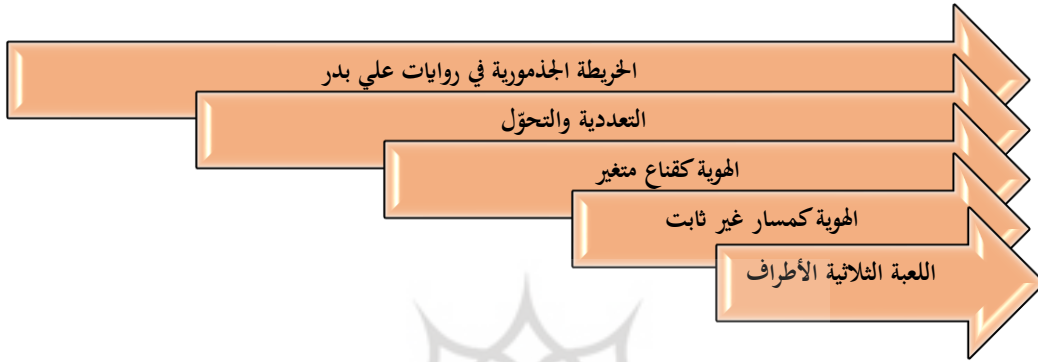 الخريطة الجذمورية في روايات علي بدر
التعددية والتحوّل
الهوية كقناع متغير
الهوية كمسار غير ثابت
اللعبة الثلاثية الأطراف